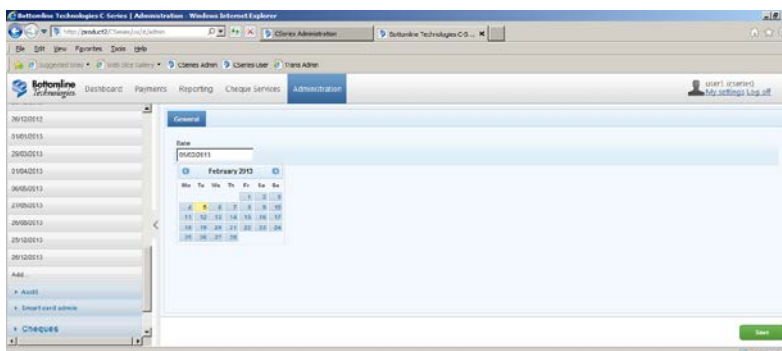 Bottomline Technologies C Series | Administration - Windows Internet Explorer
CSeries Administration
Bottomline Technologies C-S...
File Edit View Favorites Tools Help
CSeries Admin CSeries User Trans Admin
Bottomline Technologies
Dashboard Payments Reporting Cheque Services Administration
user1 (cseries)
My settings Log off
26/12/2012
01/01/2013
29/03/2013
01/04/2013
06/05/2013
27/05/2013
26/08/2013
25/12/2013
26/12/2013
Add...
Audit
Smart card admin
Cheques
General
Date
05/02/2013
February 2013
Mo Tu We Th Fr Sa Su
1 2 3
4 5 6 7 8 9 10
11 12 13 14 15 16 17
18 19 20 21 22 23 24
25 26 27 28
Save